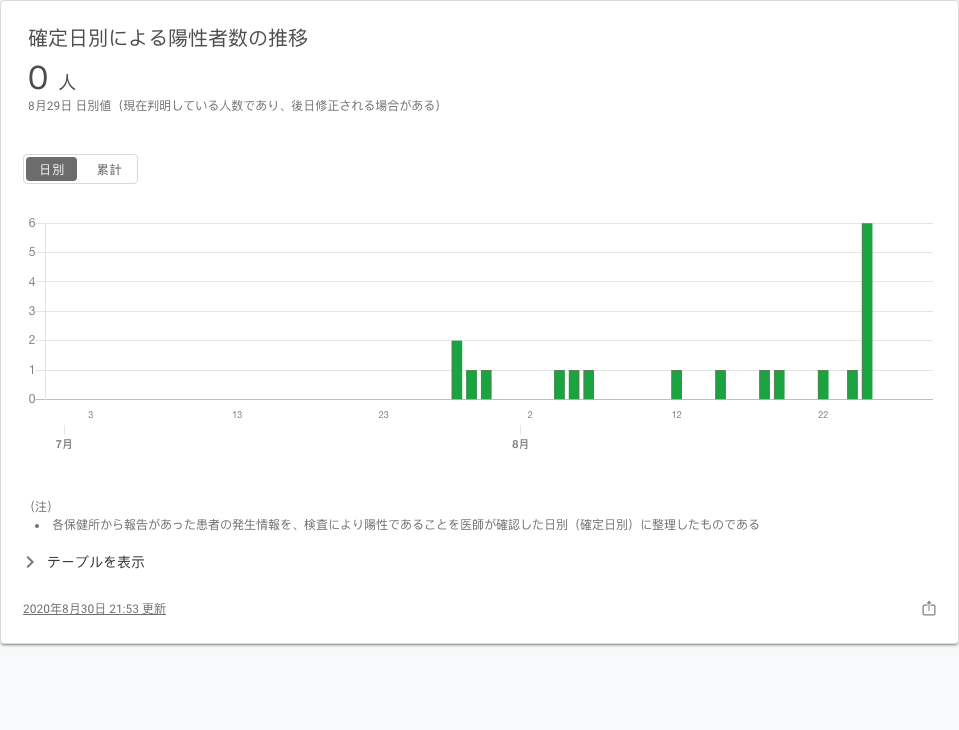 確定日別による陽性者数の推移
0 人
8月29日 日別値（現在判明している人数であり、後日修正される場合がある）
日別 累計
6
5
4
3
2
1
0
3 13 23 2 12 22
7月 8月
（注）
• 各保健所から報告があった患者の発生情報を、検査により陽性であることを医師が確認した日別（確定日別）に整理したものである
テーブルを表示
2020年8月30日 21:53 更新